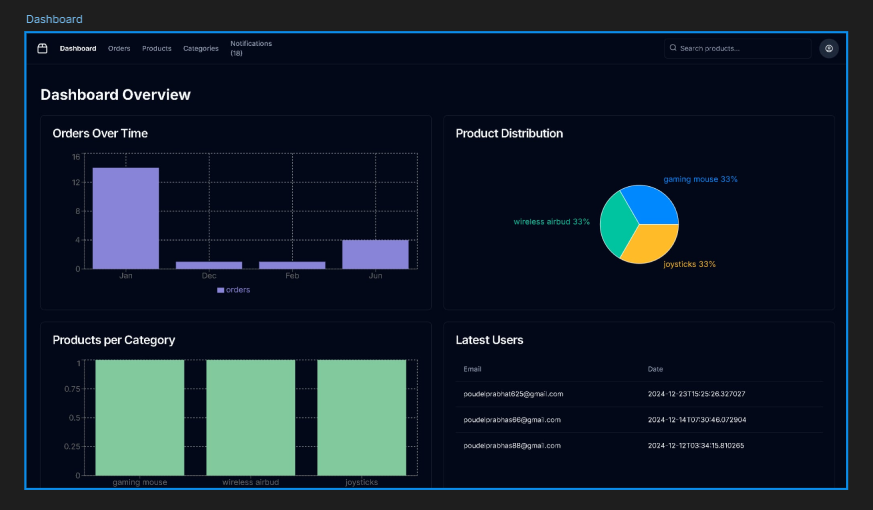 Dashboard
Dashboard Orders Products Categories Notifications (18) Search products...
Dashboard Overview
Orders Over Time
16
12
8
4
0
Jan Dec Feb Jun
orders
Product Distribution
gaming mouse 33%
wireless airbud 33%
joysticks 33%
Products per Category
1
0.75
0.5
0.25
0
gaming mouse wireless airbud joysticks
Latest Users
Email Date
poudelprabhat625@gmail.com 2024-12-23T15:25:26.327027
poudelprabhas66@gmail.com 2024-12-14T07:30:46.072904
poudelprabhas88@gmail.com 2024-12-12T03:34:15.810265